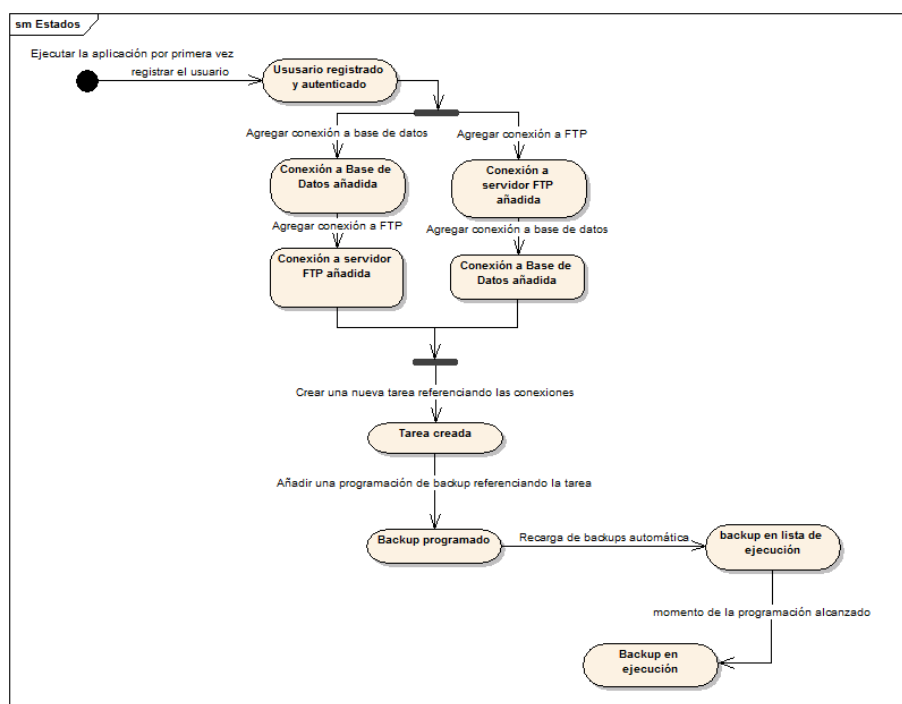 sm Estados
Ejecutar la aplicación por primera vez
registrar el usuario
Ususario registrado
y autenticado
Agregar conexión a base de datos
Agregar conexión a FTP
Conexión a Base de
Datos añadida
Conexión a
servidor FTP
añadida
Agregar conexión a FTP
Agregar conexión a base de datos
Conexión a servidor
FTP añadida
Conexión a Base de
Datos añadida
Crear una nueva tarea referenciando las conexiones
Tarea creada
Añadir una programación de backup referenciando la tarea
Backup programado
Recarga de backups automática
backup en lista de
ejecución
momento de la programación alcanzado
Backup en
ejecución